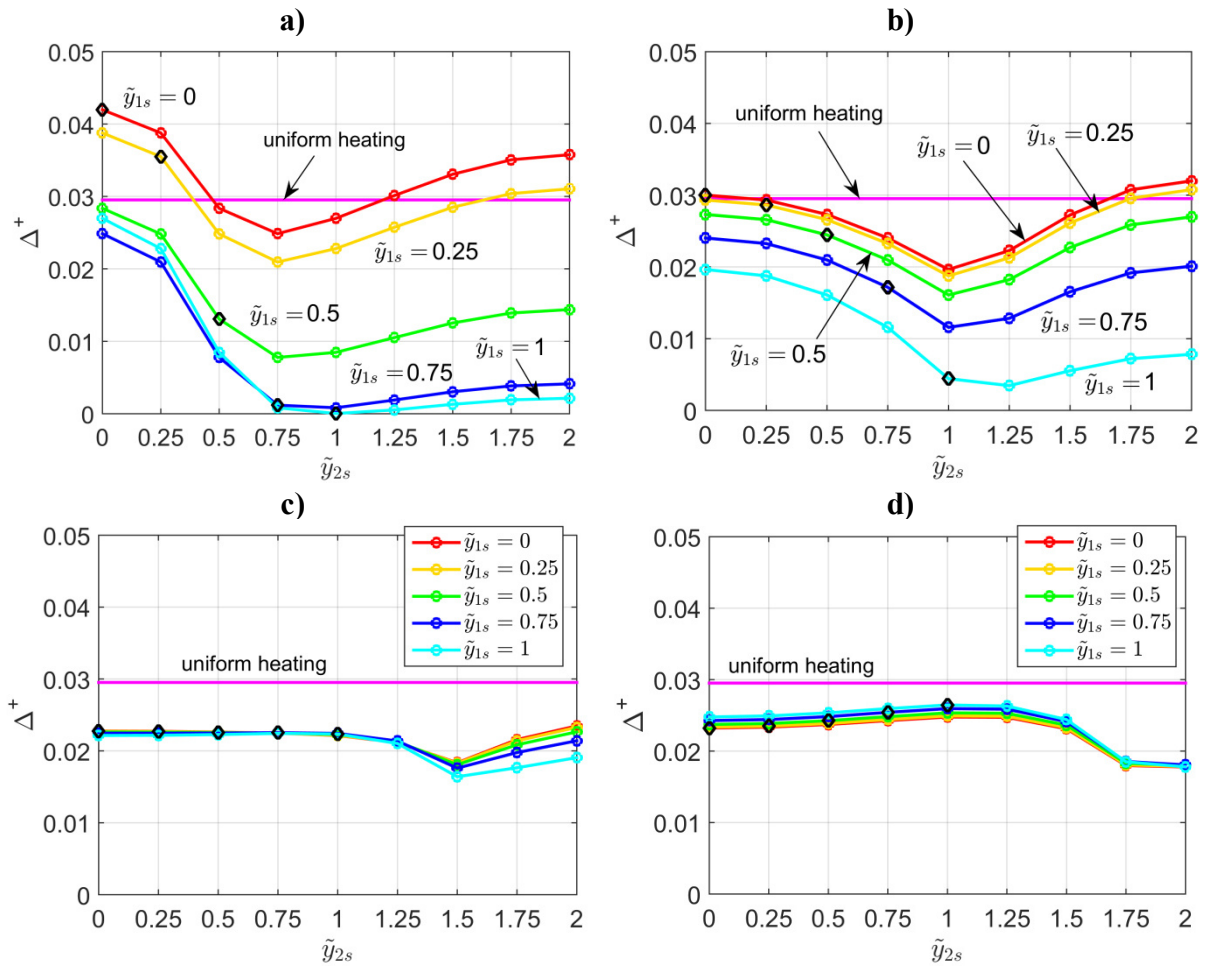 a)
0.05
0.04
0.03
0.02
0.01
0
Δ⁺
ỹ₁ₛ = 0
uniform heating
ỹ₁ₛ = 0.25
ỹ₁ₛ = 0.5
ỹ₁ₛ = 1
ỹ₁ₛ = 0.75
0 0.25 0.5 0.75 1 1.25 1.5 1.75 2
ỹ₂ₛ
b)
0.05
0.04
0.03
0.02
0.01
0
Δ⁺
uniform heating
ỹ₁ₛ = 0.25
ỹ₁ₛ = 0
ỹ₁ₛ = 0.75
ỹ₁ₛ = 0.5
ỹ₁ₛ = 1
0 0.25 0.5 0.75 1 1.25 1.5 1.75 2
ỹ₂ₛ
c)
0.05
0.04
0.03
0.02
0.01
0
Δ⁺
ỹ₁ₛ = 0
ỹ₁ₛ = 0.25
ỹ₁ₛ = 0.5
ỹ₁ₛ = 0.75
ỹ₁ₛ = 1
uniform heating
0 0.25 0.5 0.75 1 1.25 1.5 1.75 2
ỹ₂ₛ
d)
0.05
0.04
0.03
0.02
0.01
0
Δ⁺
ỹ₁ₛ = 0
ỹ₁ₛ = 0.25
ỹ₁ₛ = 0.5
ỹ₁ₛ = 0.75
ỹ₁ₛ = 1
uniform heating
0 0.25 0.5 0.75 1 1.25 1.5 1.75 2
ỹ₂ₛ